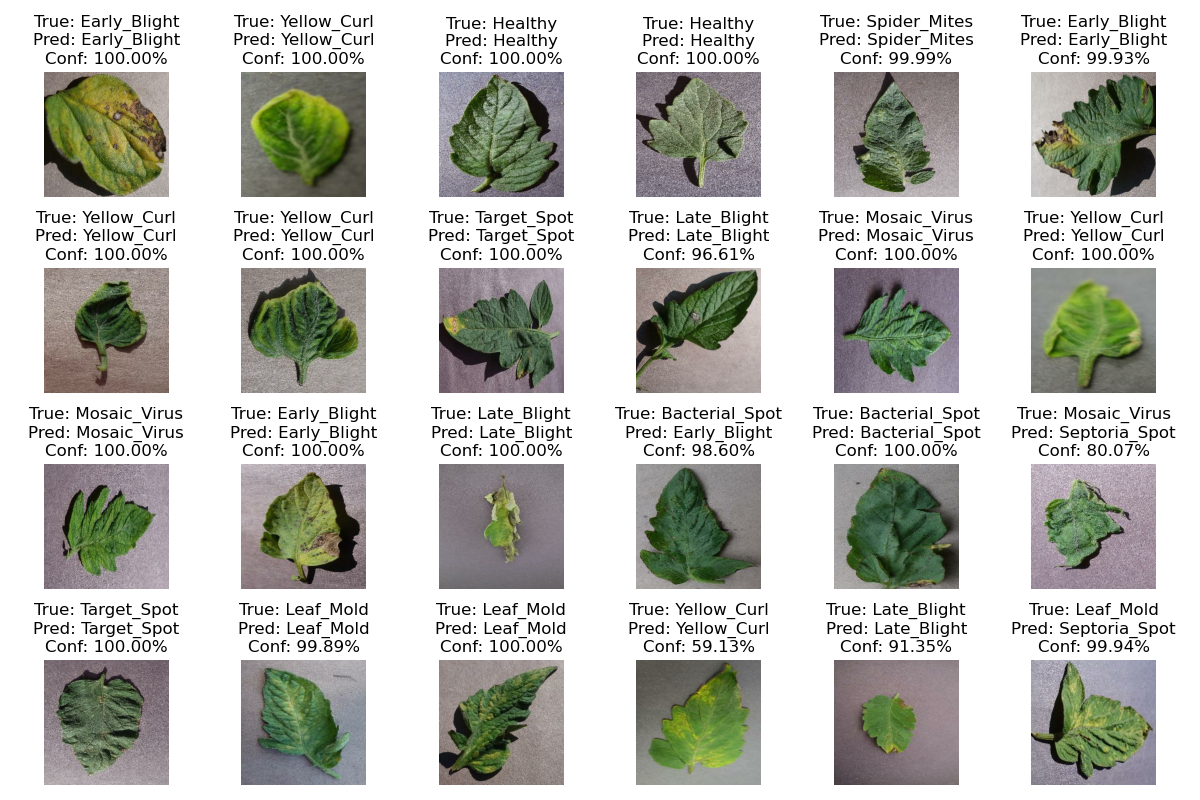 True: Early_Blight
Pred: Early_Blight
Conf: 100.00%
True: Yellow_Curl
Pred: Yellow_Curl
Conf: 100.00%
True: Healthy
Pred: Healthy
Conf: 100.00%
True: Healthy
Pred: Healthy
Conf: 100.00%
True: Spider_Mites
Pred: Spider_Mites
Conf: 99.99%
True: Early_Blight
Pred: Early_Blight
Conf: 99.93%
True: Yellow_Curl
Pred: Yellow_Curl
Conf: 100.00%
True: Yellow_Curl
Pred: Yellow_Curl
Conf: 100.00%
True: Target_Spot
Pred: Target_Spot
Conf: 100.00%
True: Late_Blight
Pred: Late_Blight
Conf: 96.61%
True: Mosaic_Virus
Pred: Mosaic_Virus
Conf: 100.00%
True: Yellow_Curl
Pred: Yellow_Curl
Conf: 100.00%
True: Mosaic_Virus
Pred: Mosaic_Virus
Conf: 100.00%
True: Early_Blight
Pred: Early_Blight
Conf: 100.00%
True: Late_Blight
Pred: Late_Blight
Conf: 100.00%
True: Bacterial_Spot
Pred: Early_Blight
Conf: 98.60%
True: Bacterial_Spot
Pred: Bacterial_Spot
Conf: 100.00%
True: Mosaic_Virus
Pred: Septoria_Spot
Conf: 80.07%
True: Target_Spot
Pred: Target_Spot
Conf: 100.00%
True: Leaf_Mold
Pred: Leaf_Mold
Conf: 99.89%
True: Leaf_Mold
Pred: Leaf_Mold
Conf: 100.00%
True: Yellow_Curl
Pred: Yellow_Curl
Conf: 59.13%
True: Late_Blight
Pred: Late_Blight
Conf: 91.35%
True: Leaf_Mold
Pred: Septoria_Spot
Conf: 99.94%